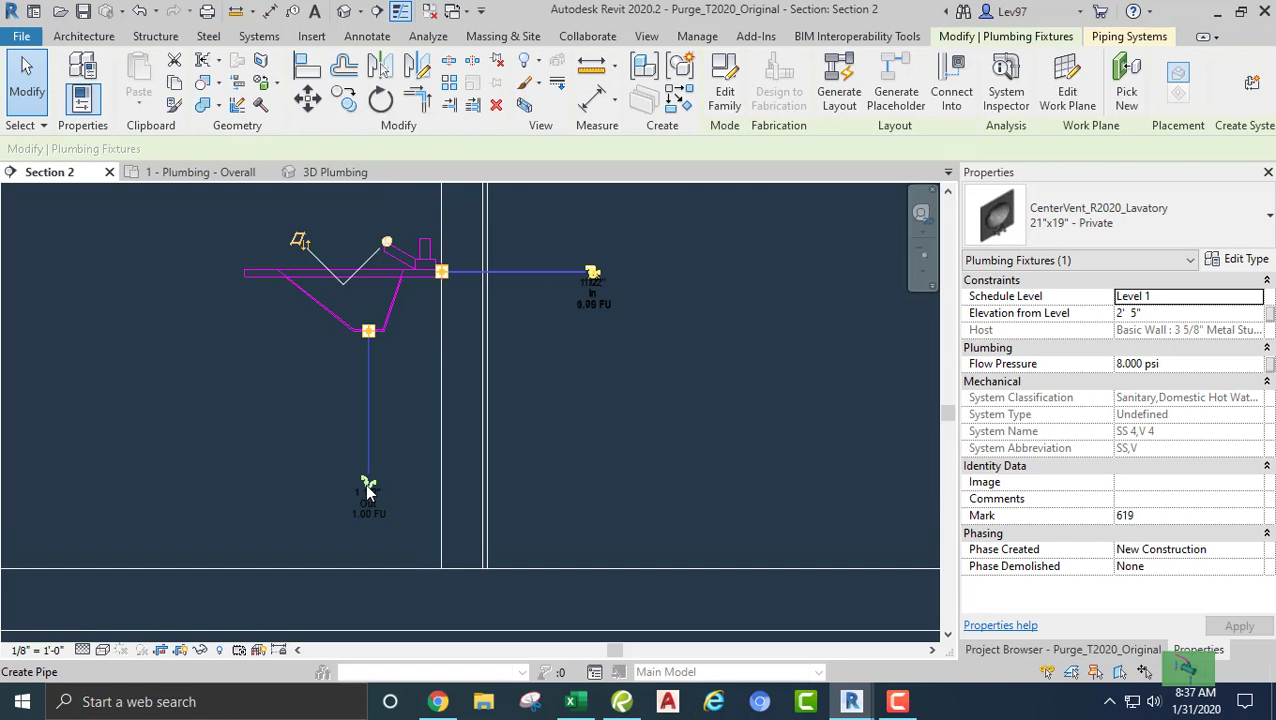 Autodesk Revit 2020.2 - Purge_T2020_Original - Section: Section 2
Lev97
File Architecture Structure Steel Systems Insert Annotate Analyze Massing & Site Collaborate View Manage Add-Ins BIM Interoperability Tools Modify | Plumbing Fixtures Piping Systems
Modify Properties Paste Edit Family Design to Fabrication Generate Layout Generate Placeholder Connect Into System Inspector Edit Work Plane Pick New
Select Properties Clipboard Geometry Modify View Measure Create Mode Fabrication Layout Analysis Work Plane Placement Create Syste
Modify | Plumbing Fixtures
Section 2 1 - Plumbing - Overall 3D Plumbing
Properties
CenterVent_R2020_Lavatory
21"x19" - Private
Plumbing Fixtures (1) Edit Type
Constraints
Schedule Level Level 1
Elevation from Level 2' 5"
Host Basic Wall : 3 5/8" Metal Stu...
Plumbing
Flow Pressure 8.000 psi
Mechanical
System Classification Sanitary,Domestic Hot Wat...
System Type Undefined
System Name SS 4,V 4
System Abbreviation SS,V
Identity Data
Image
Comments
Mark 619
Phasing
Phase Created New Construction
Phase Demolished None
In
1.00 FU
Properties help Apply
1/8" = 1'-0"
Project Browser - Purge_T2020_Original Properties
Create Pipe :0 Main Model
Start a web search
8:37 AM
1/31/2020